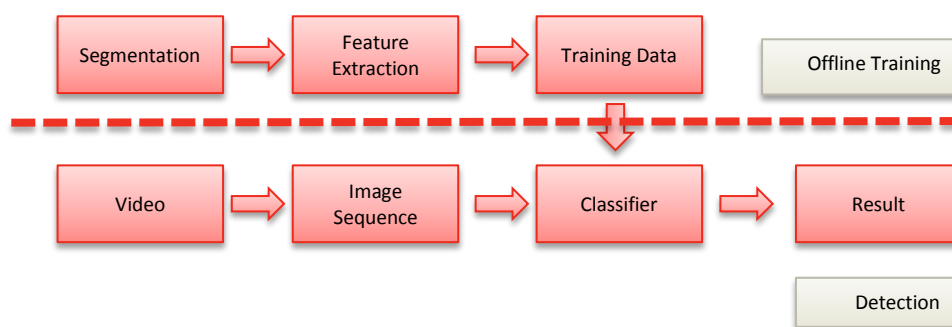 Segmentation
Feature
Extraction
Training Data
Offline Training
Video
Image
Sequence
Classifier
Result
Detection